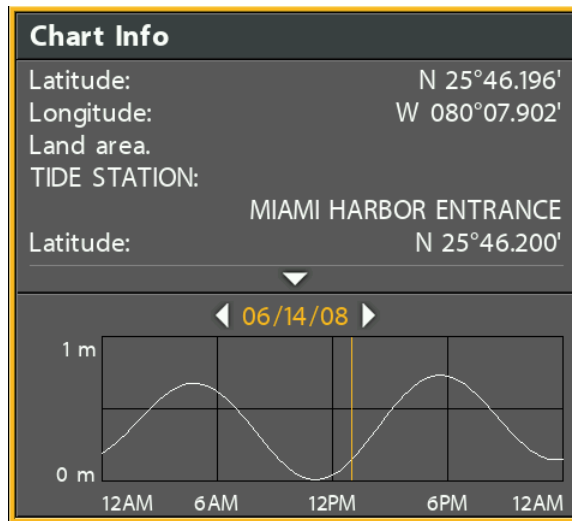 Chart Info
Latitude: N 25°46.196'
Longitude: W 080°07.902'
Land area.
TIDE STATION:
MIAMI HARBOR ENTRANCE
Latitude: N 25°46.200'
06/14/08
1 m
0 m
12AM 6AM 12PM 6PM 12AM